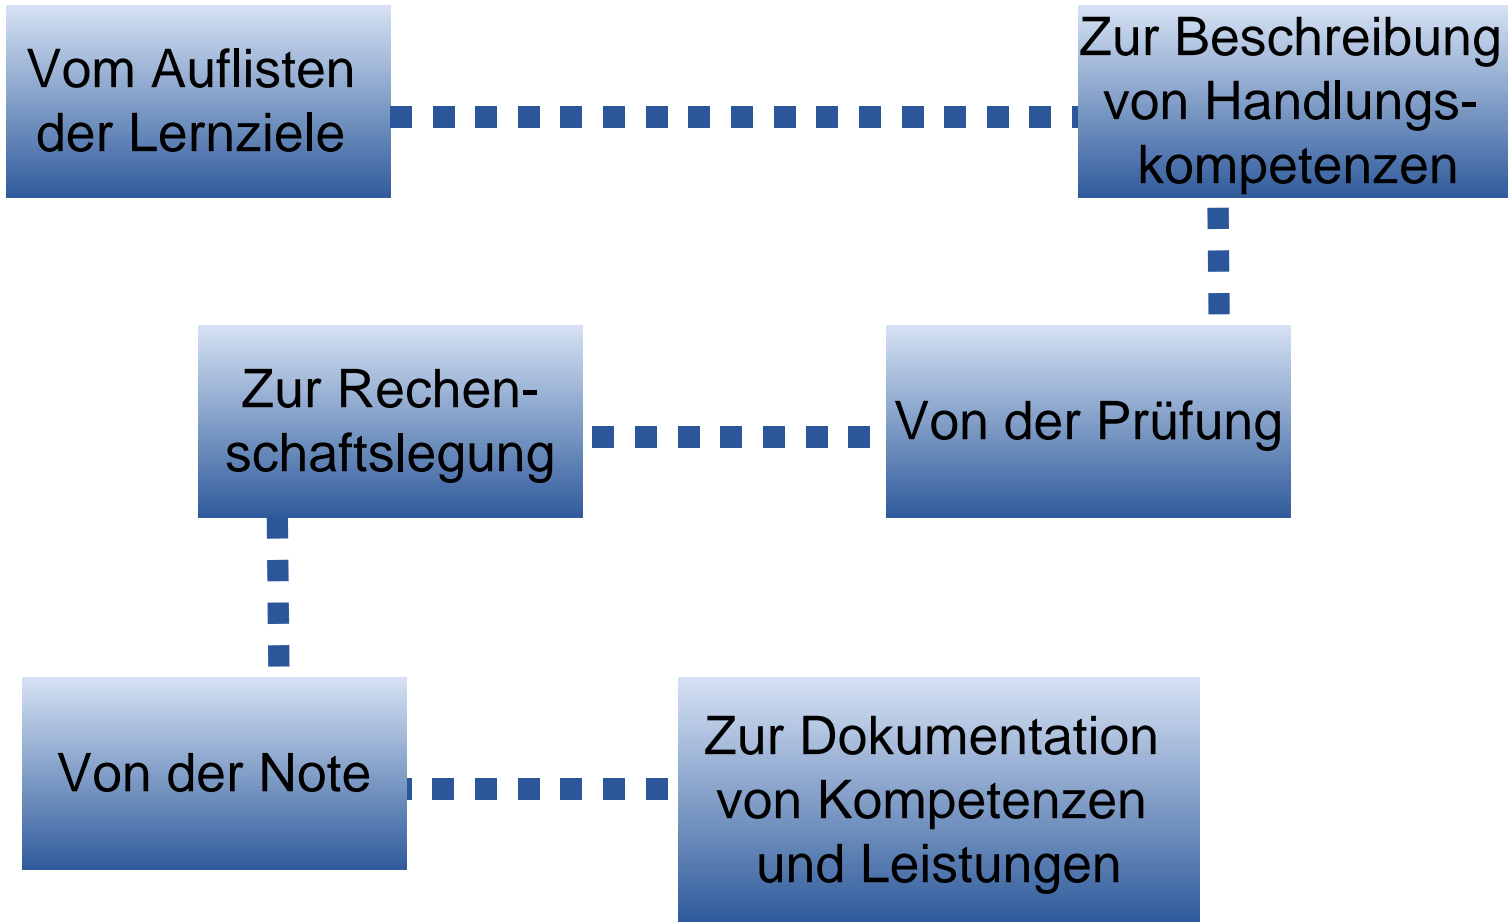 Vom Auflisten
der Lernziele
Zur Beschreibung
von Handlungs-
kompetenzen
Von der Prüfung
Zur Rechen-
schaftslegung
Von der Note
Zur Dokumentation
von Kompetenzen
und Leistungen